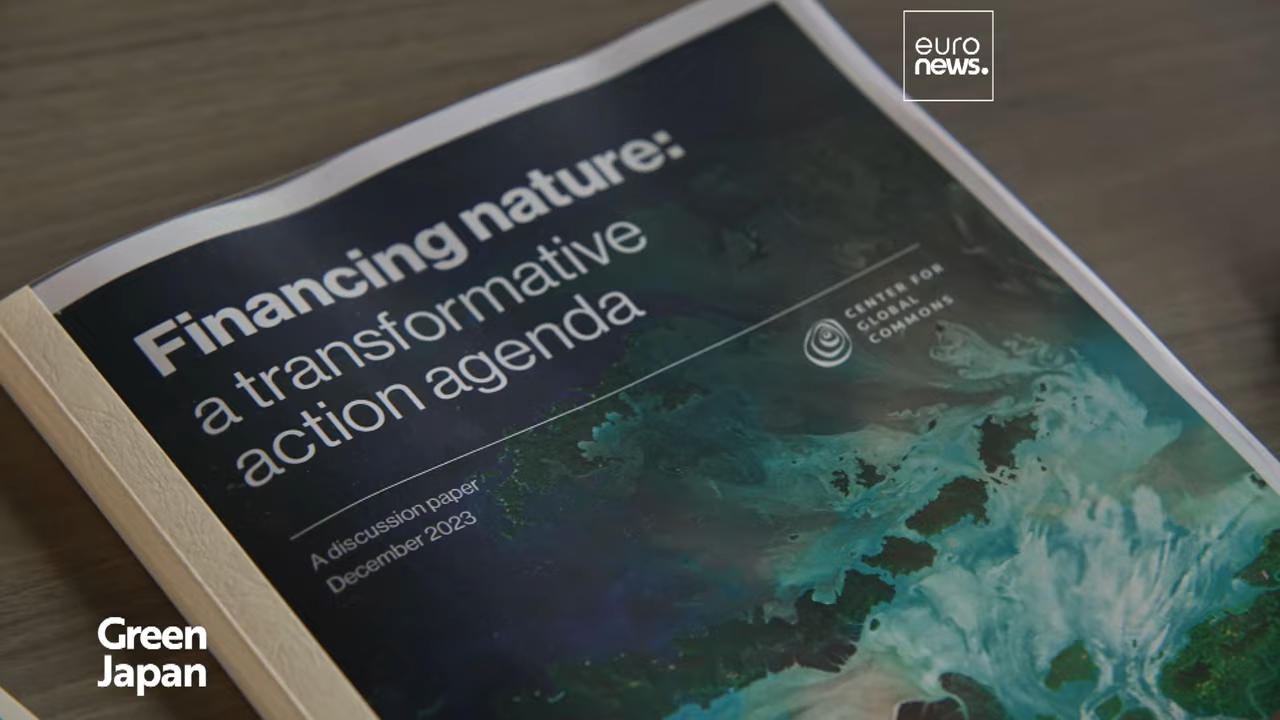 euro
news.
Financing nature:
a transformative
action agenda
CENTER FOR
GLOBAL
COMMONS
A discussion paper
December 2023
Green
Japan